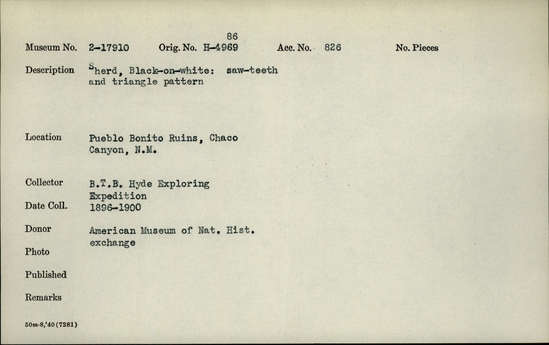 86
Museum No. 2-17910 Orig. No. H-4969 Acc. No. 826 No. Pieces
Description Sherd, Black-on-white: saw-teeth
and triangle pattern
Location Pueblo Bonito Ruins, Chaco
Canyon, N.M.
Collector B.T.B. Hyde Exploring
Expedition
Date Coll. 1896-1900
Donor American Museum of Nat. Hist.
exchange
Photo
Published
Remarks
50m-8,'40(7281)